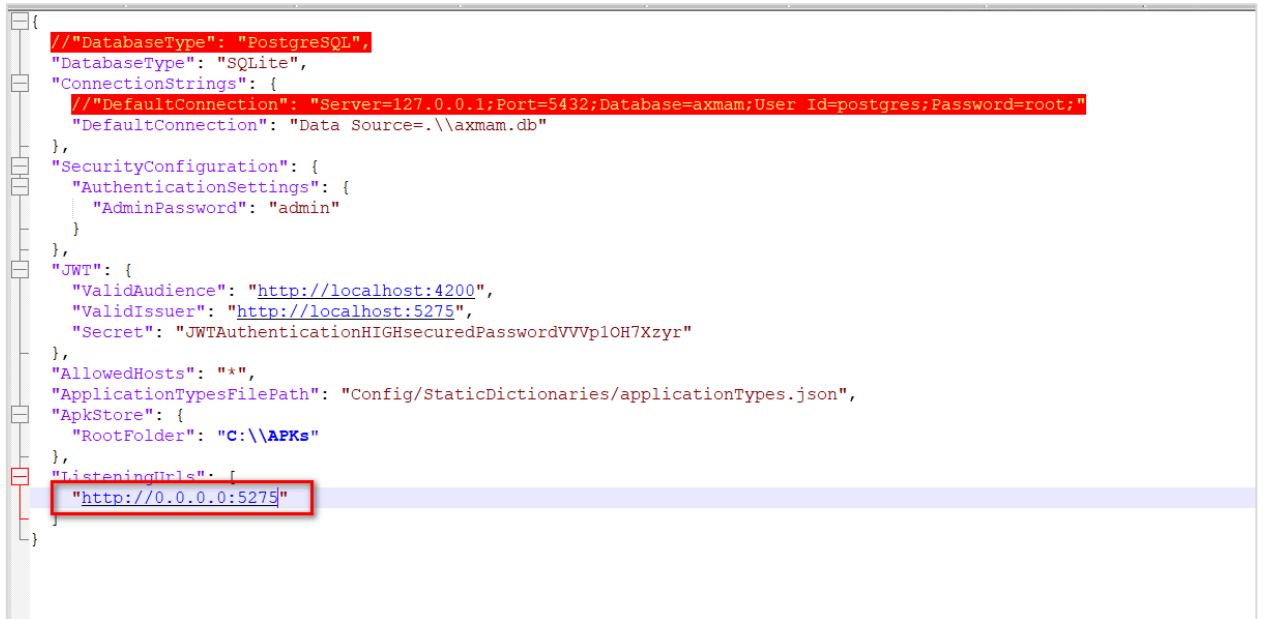 {
//"DatabaseType": "PostgreSQL",
"DatabaseType": "SQLite",
"ConnectionStrings": {
//"DefaultConnection": "Server=127.0.0.1;Port=5432;Database=axmam;User Id=postgres;Password=root;"
"DefaultConnection": "Data Source=.\\axmam.db"
},
"SecurityConfiguration": {
"AuthenticationSettings": {
"AdminPassword": "admin"
}
},
"JWT": {
"ValidAudience": "http://localhost:4200",
"ValidIssuer": "http://localhost:5275",
"Secret": "JWTAuthenticationHIGHsecuredPasswordVVVp1OH7Xzyr"
},
"AllowedHosts": "*",
"ApplicationTypesFilePath": "Config/StaticDictionaries/applicationTypes.json",
"ApkStore": {
"RootFolder": "C:\\APKs"
},
"ListeningUrls": [
"http://0.0.0.0:5275"
]
}